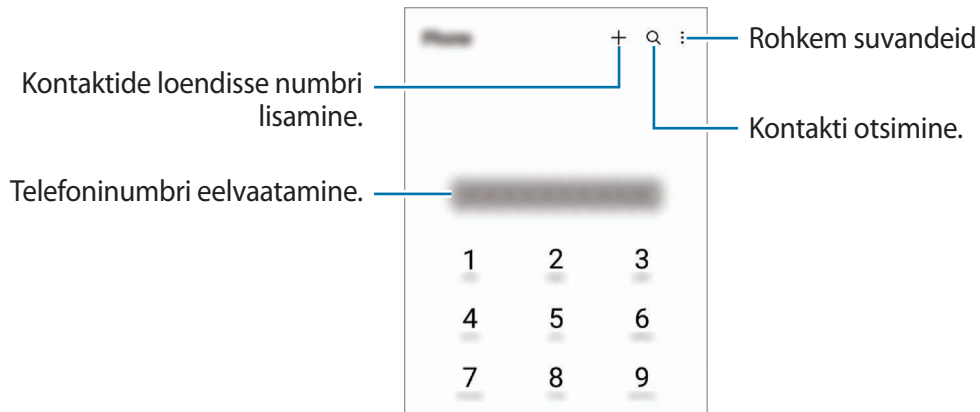 Rohkem suvandeid
Kontaktide loendisse numbri
lisamine.
Kontakti otsimine.
Telefoninumbri eelvaatamine.
1 2 3
4 5 6
7 8 9